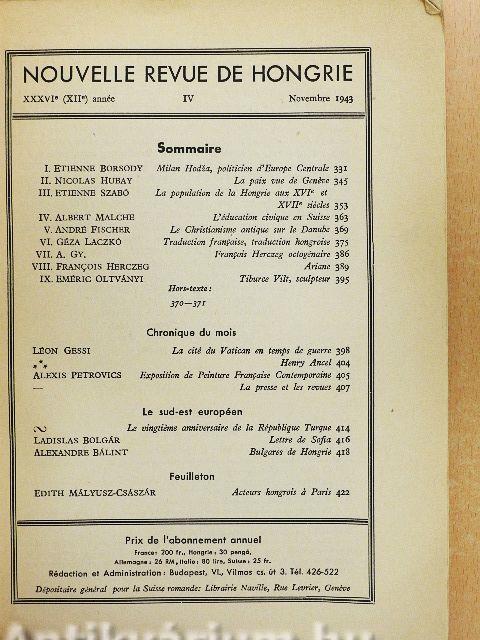 NOUVELLE REVUE DE HONGRIE
XXXVIe (XIIe) année IV Novembre 1943
Sommaire
I. ETIENNE BORSODY Milan Hodža, politicien d'Europe Centrale 331
II. NICOLAS HUBAY La paix vue de Genève 345
III. ETIENNE SZABÓ La population de la Hongrie aux XVIe et
XVIIe siècles 353
IV. ALBERT MALCHE L'éducation civique en Suisse 363
V. ANDRÉ FISCHER Le Christianisme antique sur le Danube 369
VI. GÉZA LACZKÓ Traduction française, traduction hongroise 375
VII. A. GY. François Herczeg octogénaire 386
VIII. FRANÇOIS HERCZEG Ariane 389
IX. EMÉRIC OLTVÁNYI Tiburce Vilt, sculpteur 395
Hors-texte:
370—371
Chronique du mois
LÉON GESSI La cité du Vatican en temps de guerre 398
*** Henry Ancel 404
ALEXIS PETROVICS Exposition de Peinture Française Contemporaine 405
— La presse et les revues 407
Le sud-est européen
∾ Le vingtième anniversaire de la République Turque 414
LADISLAS BOLGÁR Lettre de Sofia 416
ALEXANDRE BÁLINT Bulgares de Hongrie 418
Feuilleton
EDITH MÁLYUSZ-CSÁSZÁR Acteurs hongrois à Paris 422
Prix de l'abonnement annuel
France: 200 fr., Hongrie: 30 pengő,
Allemagne: 26 RM, Italie: 80 lire, Suisse: 25 fr.
Rédaction et Administration: Budapest, VI., Vilmos cs. út 3. Tél. 426-522
Dépositaire général pour la Suisse romande: Librairie Naville, Rue Levrier, Genève